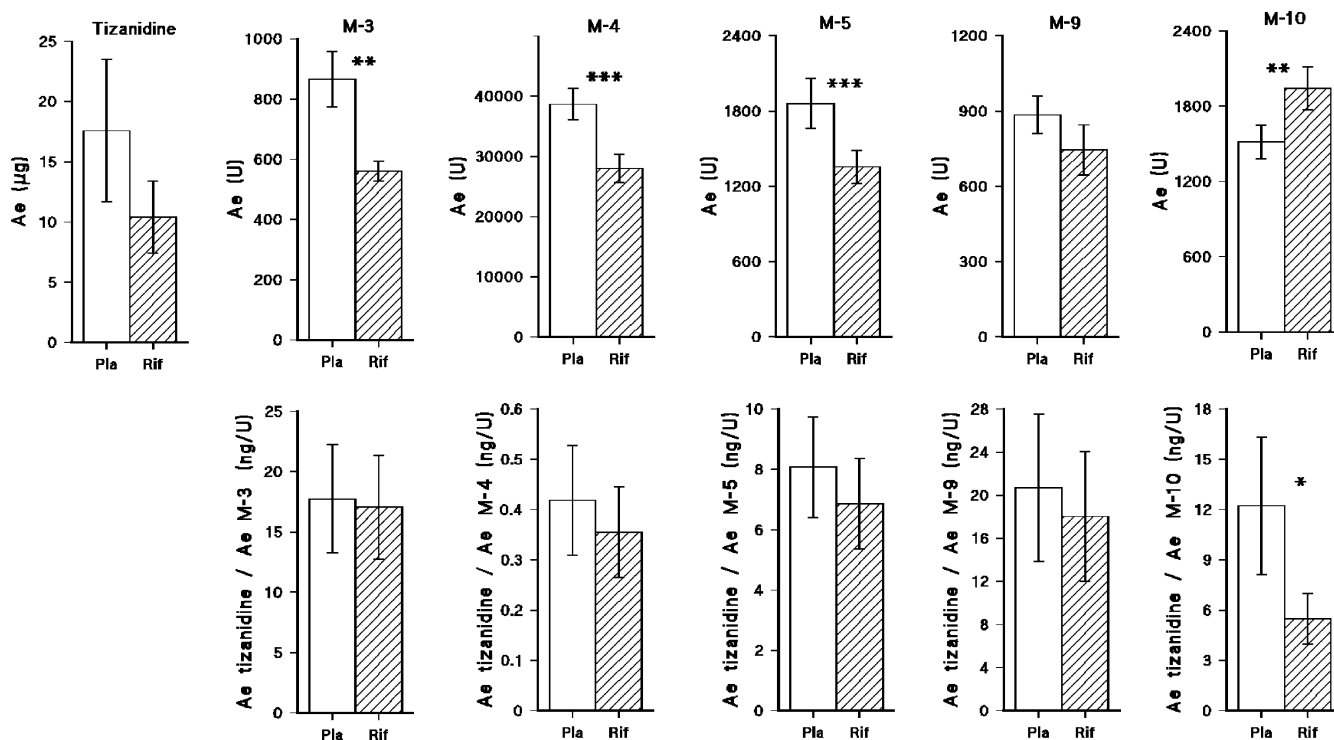 Tizanidine
25
20
15
10
5
0
Ae (µg)
Pla Rif
M-3
1000
800
600
400
200
0
Ae (U)
**
Pla Rif
M-4
40000
30000
20000
10000
0
Ae (U)
***
Pla Rif
M-5
2400
1800
1200
600
0
Ae (U)
***
Pla Rif
M-9
1200
900
600
300
0
Ae (U)
Pla Rif
M-10
2400
1800
1200
600
0
Ae (U)
**
Pla Rif
25
20
15
10
5
0
Ae tizanidine / Ae M-3 (ng/U)
Pla Rif
0.6
0.5
0.4
0.3
0.2
0.1
0.0
Ae tizanidine / Ae M-4 (ng/U)
Pla Rif
10
8
6
4
2
0
Ae tizanidine / Ae M-5 (ng/U)
Pla Rif
28
24
20
16
12
8
4
0
Ae tizanidine / Ae M-9 (ng/U)
Pla Rif
18
15
12
9
6
3
0
Ae tizanidine / Ae M-10 (ng/U)
*
Pla Rif